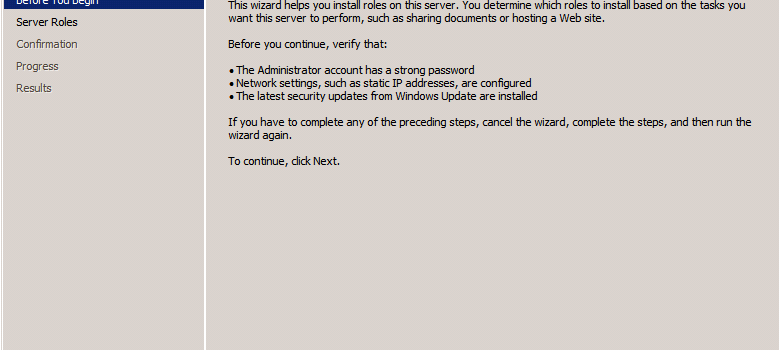 Before You Begin
Server Roles
Confirmation
Progress
Results
This wizard helps you install roles on this server. You determine which roles to install based on the tasks you
want this server to perform, such as sharing documents or hosting a Web site.
Before you continue, verify that:
• The Administrator account has a strong password
• Network settings, such as static IP addresses, are configured
• The latest security updates from Windows Update are installed
If you have to complete any of the preceding steps, cancel the wizard, complete the steps, and then run the
wizard again.
To continue, click Next.